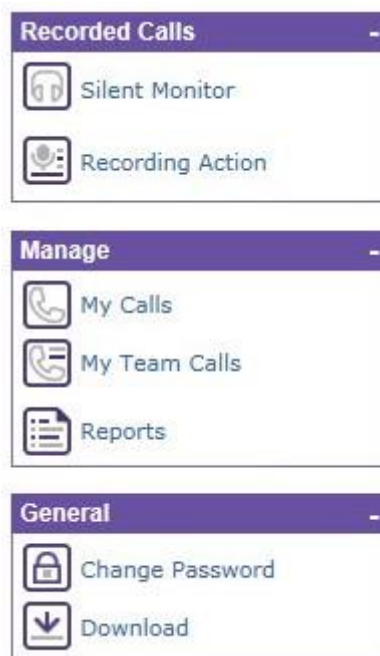 Recorded Calls -
Silent Monitor
Recording Action
Manage -
My Calls
My Team Calls
Reports
General -
Change Password
Download